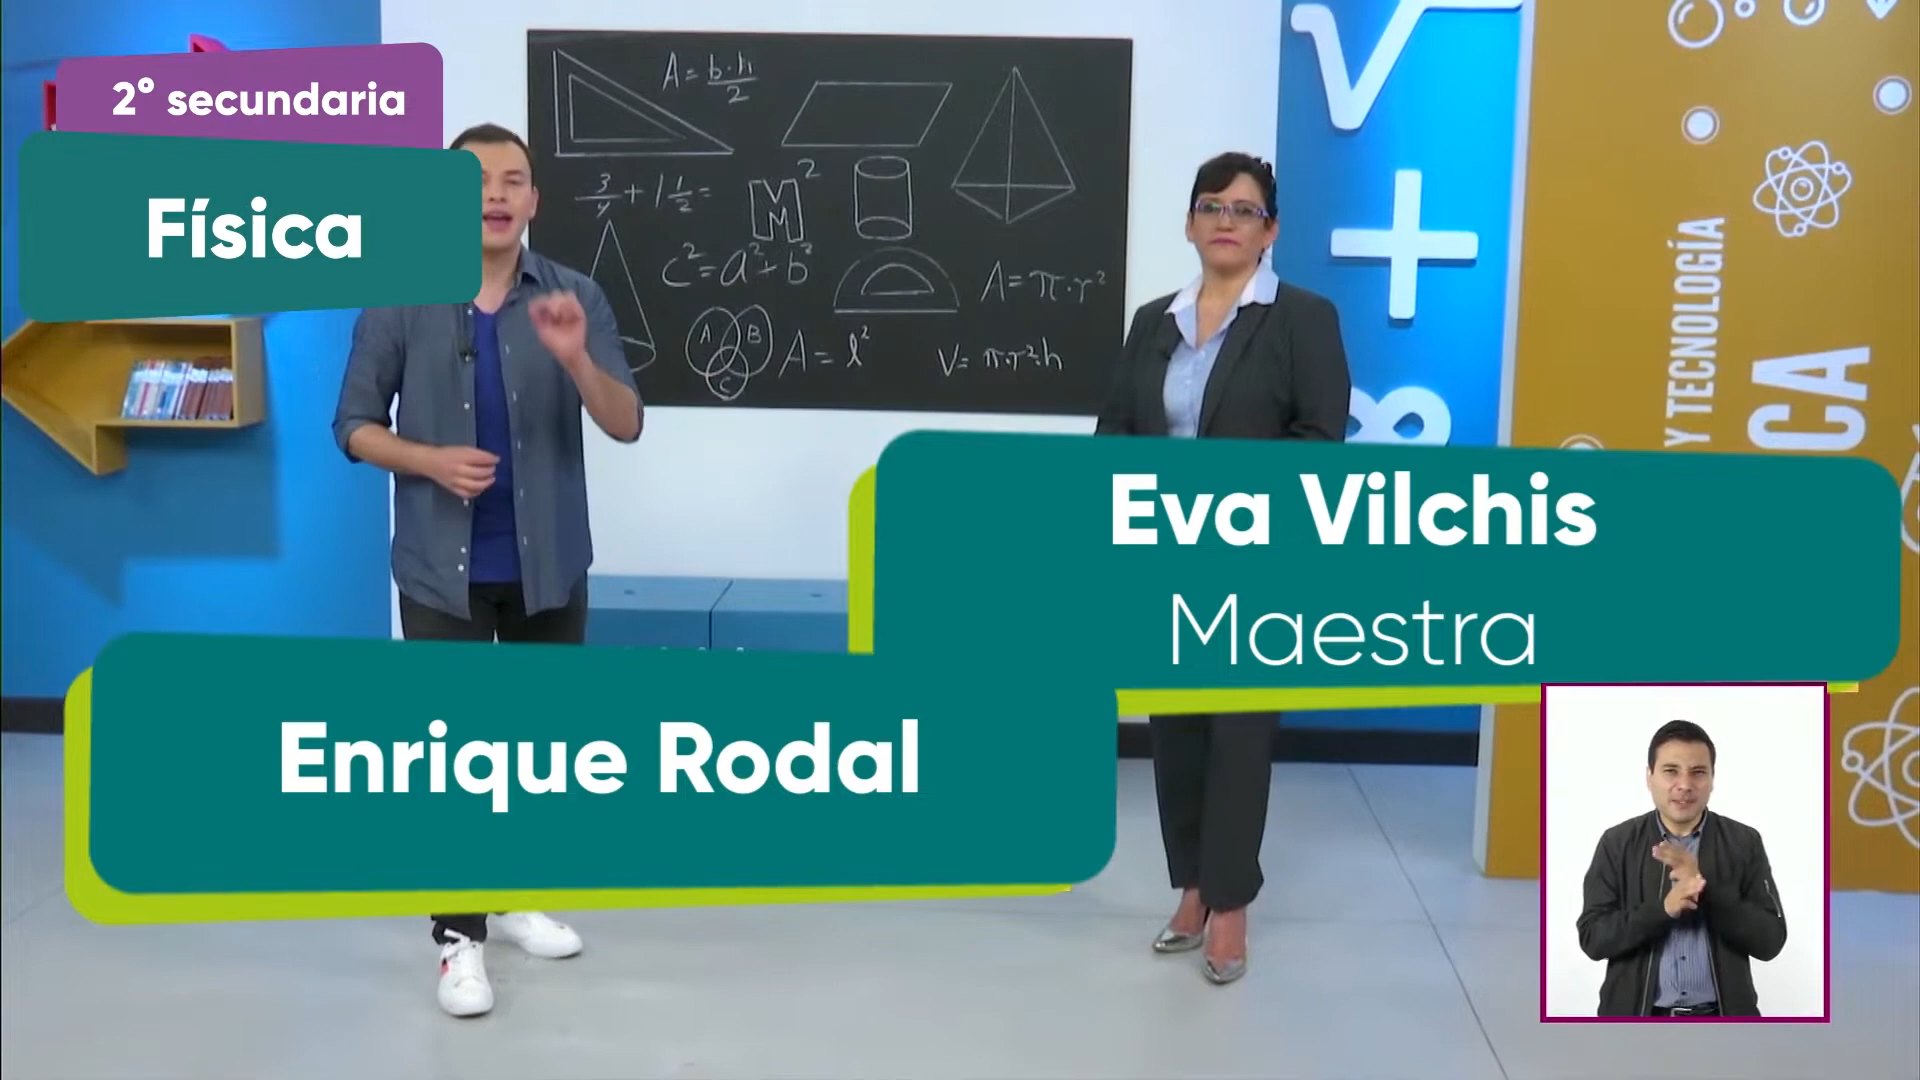 2° secundaria
Física
A = b·h/2
3/4 + 1 1/2 =
M²
c² = a² + b²
A = π·r²
A
B
C
A = l²
V = π·r²·h
Y TECNOLOGÍA
CA
√
+
Eva Vilchis
Maestra
Enrique Rodal